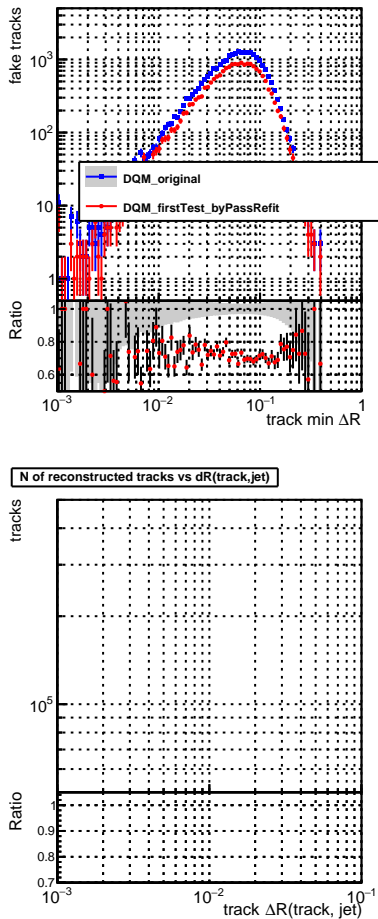 fake tracks
10³
10²
10
1
DQM_original
DQM_firstTest_byPassRefit
Ratio
1
0.8
0.6
10⁻³ 10⁻² 10⁻¹ 1
track min ΔR
N of reconstructed tracks vs dR(track,jet)
tracks
10⁵
Ratio
1
0.9
0.8
0.7
10⁻³ 10⁻² 10⁻¹
track ΔR(track, jet)